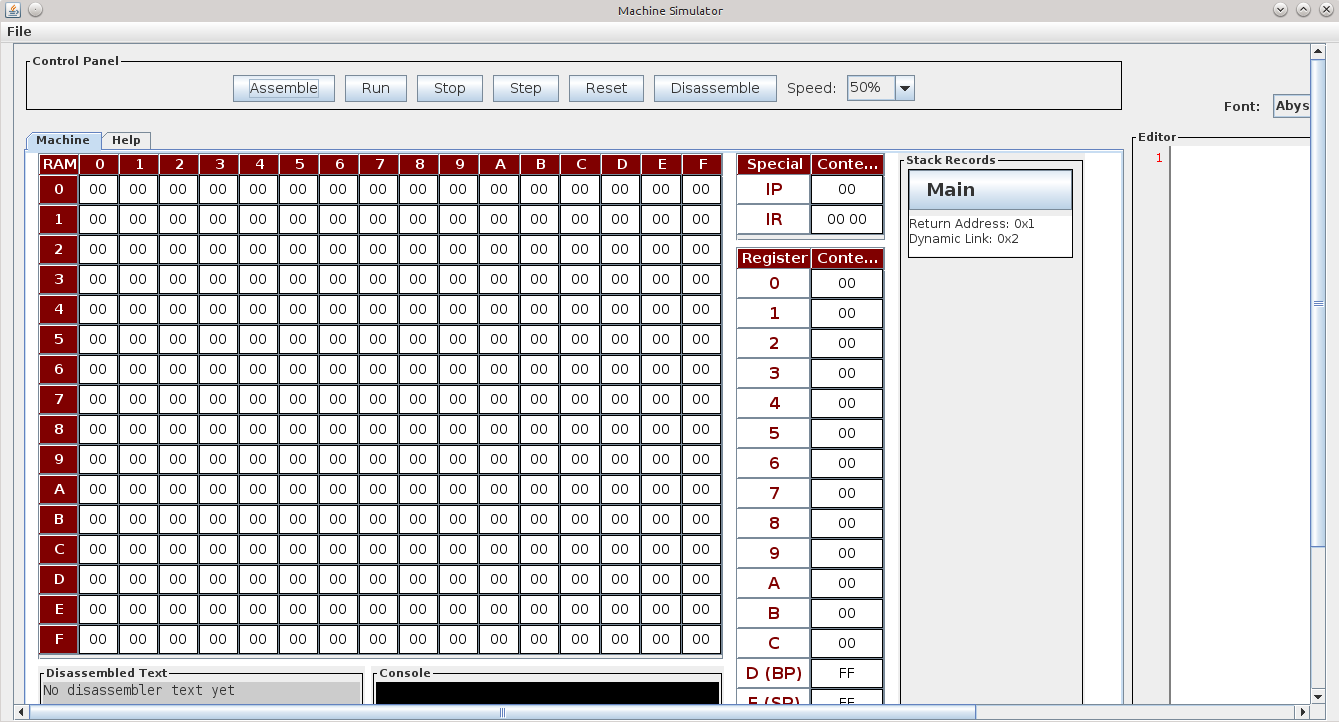 Machine Simulator
File
Control Panel
Assemble Run Stop Step Reset Disassemble Speed: 50%
Font: Abys
Machine Help
RAM 0 1 2 3 4 5 6 7 8 9 A B C D E F
0 00 00 00 00 00 00 00 00 00 00 00 00 00 00 00 00
1 00 00 00 00 00 00 00 00 00 00 00 00 00 00 00 00
2 00 00 00 00 00 00 00 00 00 00 00 00 00 00 00 00
3 00 00 00 00 00 00 00 00 00 00 00 00 00 00 00 00
4 00 00 00 00 00 00 00 00 00 00 00 00 00 00 00 00
5 00 00 00 00 00 00 00 00 00 00 00 00 00 00 00 00
6 00 00 00 00 00 00 00 00 00 00 00 00 00 00 00 00
7 00 00 00 00 00 00 00 00 00 00 00 00 00 00 00 00
8 00 00 00 00 00 00 00 00 00 00 00 00 00 00 00 00
9 00 00 00 00 00 00 00 00 00 00 00 00 00 00 00 00
A 00 00 00 00 00 00 00 00 00 00 00 00 00 00 00 00
B 00 00 00 00 00 00 00 00 00 00 00 00 00 00 00 00
C 00 00 00 00 00 00 00 00 00 00 00 00 00 00 00 00
D 00 00 00 00 00 00 00 00 00 00 00 00 00 00 00 00
E 00 00 00 00 00 00 00 00 00 00 00 00 00 00 00 00
F 00 00 00 00 00 00 00 00 00 00 00 00 00 00 00 00
Disassembled Text
No disassembler text yet
Console
Special Conte...
IP 00
IR 00 00
Register Conte...
0 00
1 00
2 00
3 00
4 00
5 00
6 00
7 00
8 00
9 00
A 00
B 00
C 00
D (BP) FF
E (SP) FF
Stack Records
Main
Return Address: 0x1
Dynamic Link: 0x2
Editor
1